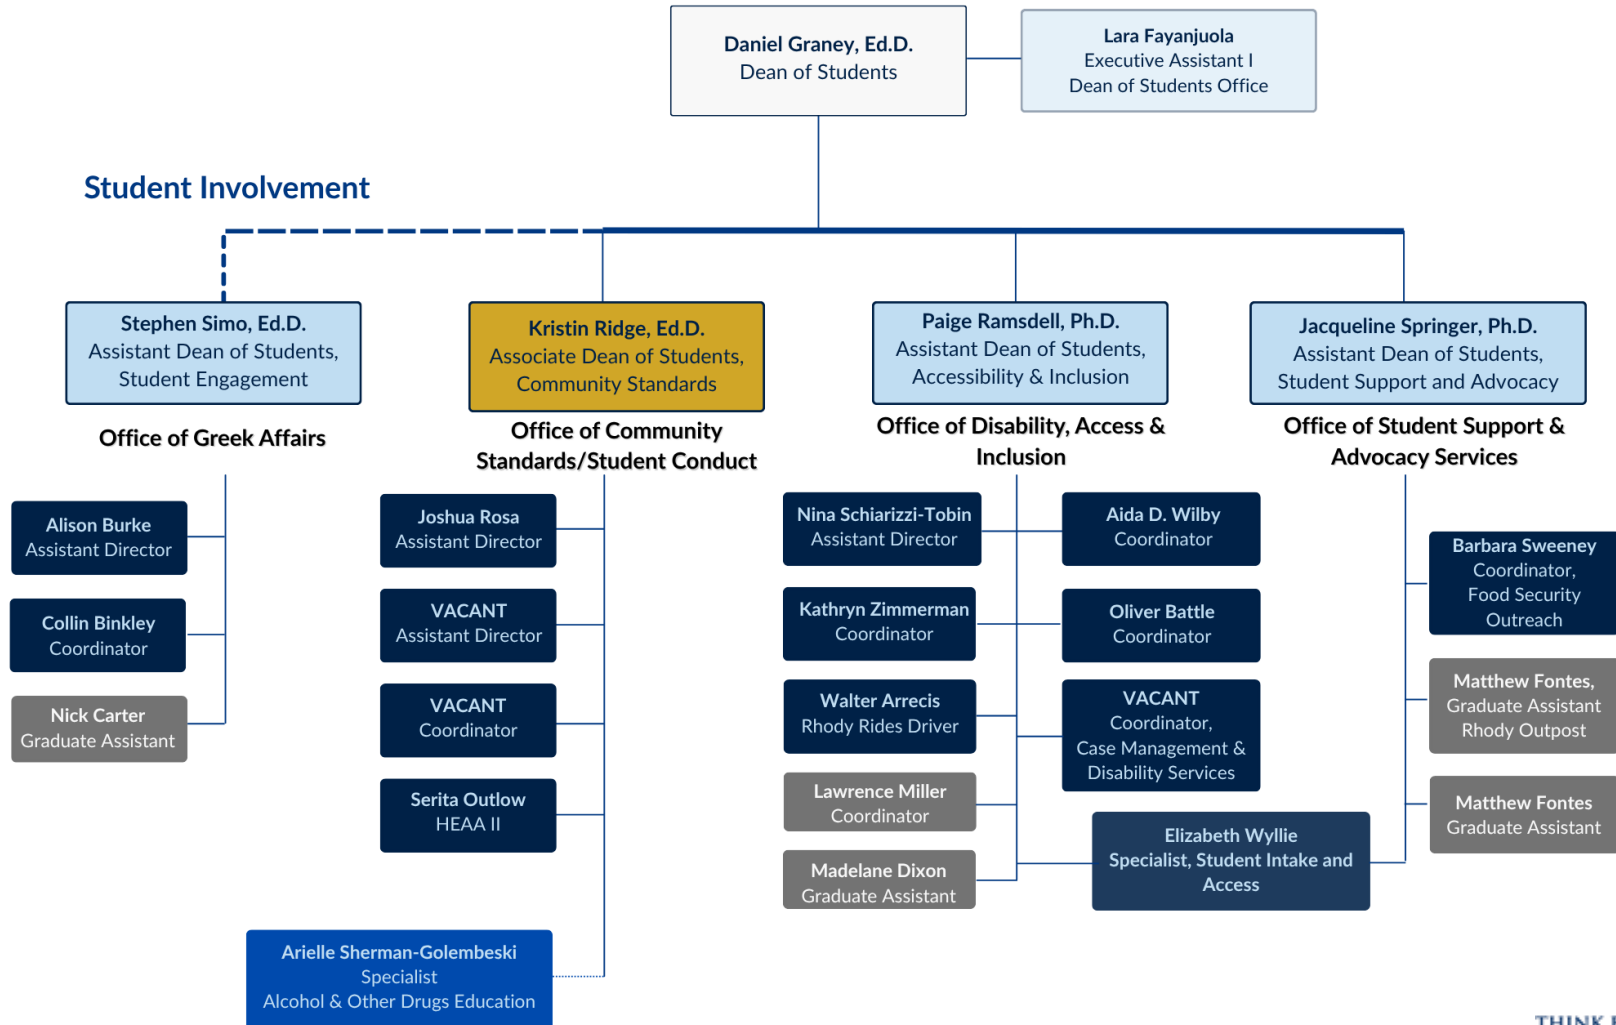 Daniel Graney, Ed.D.
Dean of Students
Lara Fayanjuola
Executive Assistant I
Dean of Students Office
Student Involvement
Stephen Simo, Ed.D.
Assistant Dean of Students,
Student Engagement
Kristin Ridge, Ed.D.
Associate Dean of Students,
Community Standards
Paige Ramsdell, Ph.D.
Assistant Dean of Students,
Accessibility & Inclusion
Jacqueline Springer, Ph.D.
Assistant Dean of Students,
Student Support and Advocacy
Office of Greek Affairs
Office of Community
Standards/Student Conduct
Office of Disability, Access &
Inclusion
Office of Student Support &
Advocacy Services
Alison Burke
Assistant Director
Collin Binkley
Coordinator
Nick Carter
Graduate Assistant
Joshua Rosa
Assistant Director
VACANT
Assistant Director
VACANT
Coordinator
Serita Outlow
HEAA II
Arielle Sherman-Golembeski
Specialist
Alcohol & Other Drugs Education
Nina Schiarizzi-Tobin
Assistant Director
Kathryn Zimmerman
Coordinator
Walter Arrecis
Rhody Rides Driver
Lawrence Miller
Coordinator
Madelane Dixon
Graduate Assistant
Aida D. Wilby
Coordinator
Oliver Battle
Coordinator
VACANT
Coordinator,
Case Management &
Disability Services
Elizabeth Wyllie
Specialist, Student Intake and
Access
Barbara Sweeney
Coordinator,
Food Security
Outreach
Matthew Fontes,
Graduate Assistant
Rhody Outpost
Matthew Fontes
Graduate Assistant
THINK